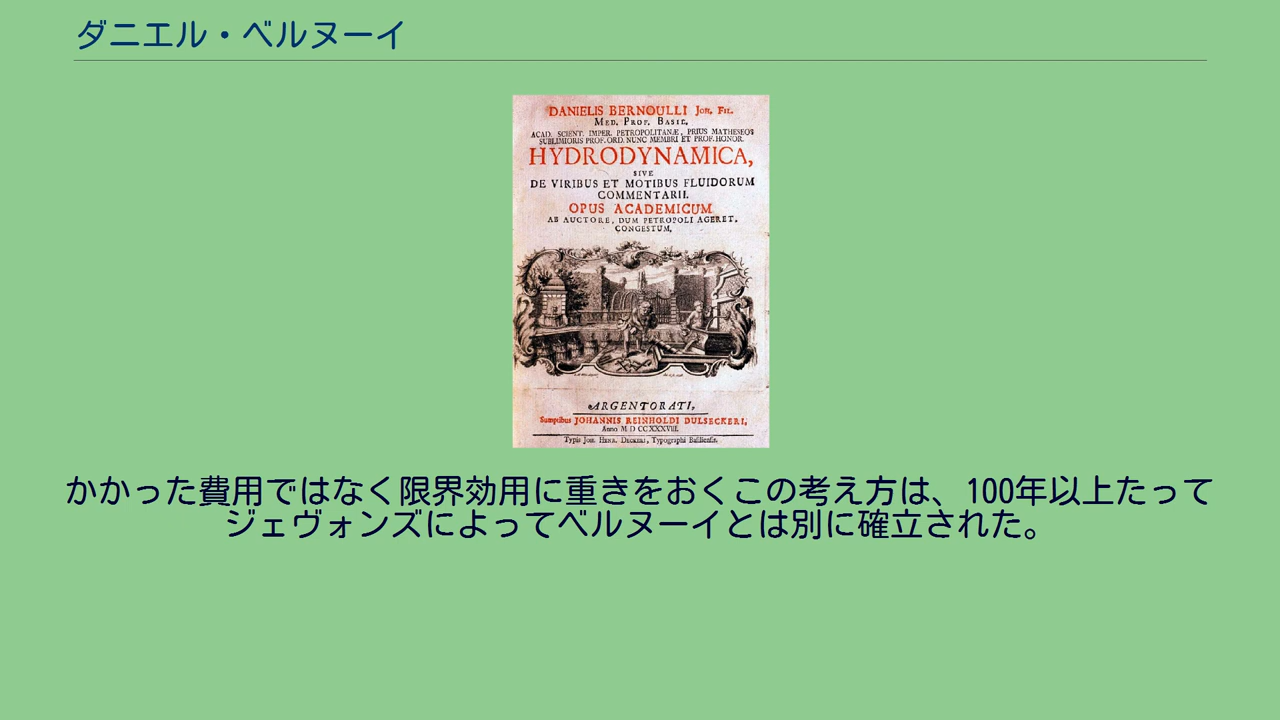 ダニエル・ベルヌーイ
DANIELIS BERNOULLI Joh. Fil.
Med. Prof. Basil.
ACAD. SCIENT. IMPER. PETROPOLITANÆ, PRIUS MATHESEOS
SUBLIMIORIS PROF. ORD. NUNC MEMBRI ET PROF. HONOR.
HYDRODYNAMICA,
SIVE
DE VIRIBUS ET MOTIBUS FLUIDORUM
COMMENTARII.
OPUS ACADEMICUM
AB AUCTORE, DUM PETROPOLI AGERET,
CONGESTUM.
ARGENTORATI,
Sumptibus JOHANNIS REINHOLDI DULSECKERI,
Anno M D CCXXXVIII.
Typis Joh. Henr. Deckeri, Typographi Basiliensis.
かかった費用ではなく限界効用に重きをおくこの考え方は、100年以上たって
ジェヴォンズによってベルヌーイとは別に確立された。